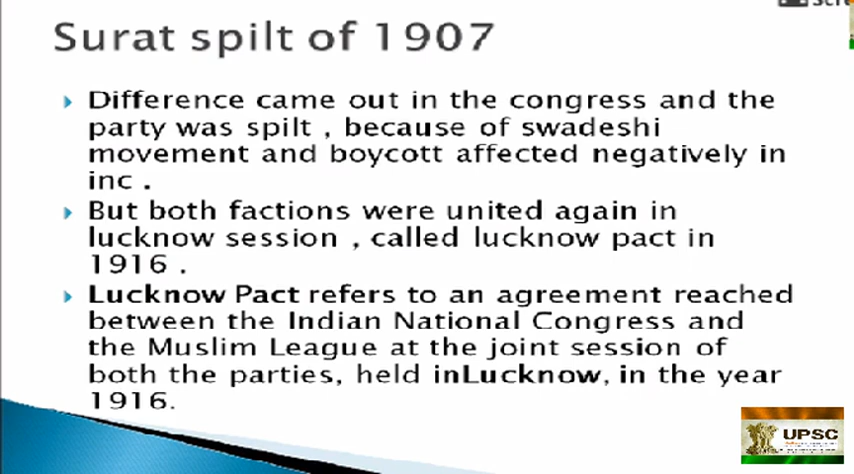 Surat spilt of 1907
Difference came out in the congress and the
party was spilt , because of swadeshi
movement and boycott affected negatively in
inc .
But both factions were united again in
lucknow session , called lucknow pact in
1916 .
Lucknow Pact refers to an agreement reached
between the Indian National Congress and
the Muslim League at the joint session of
both the parties, held inLucknow, in the year
1916.
UPSC